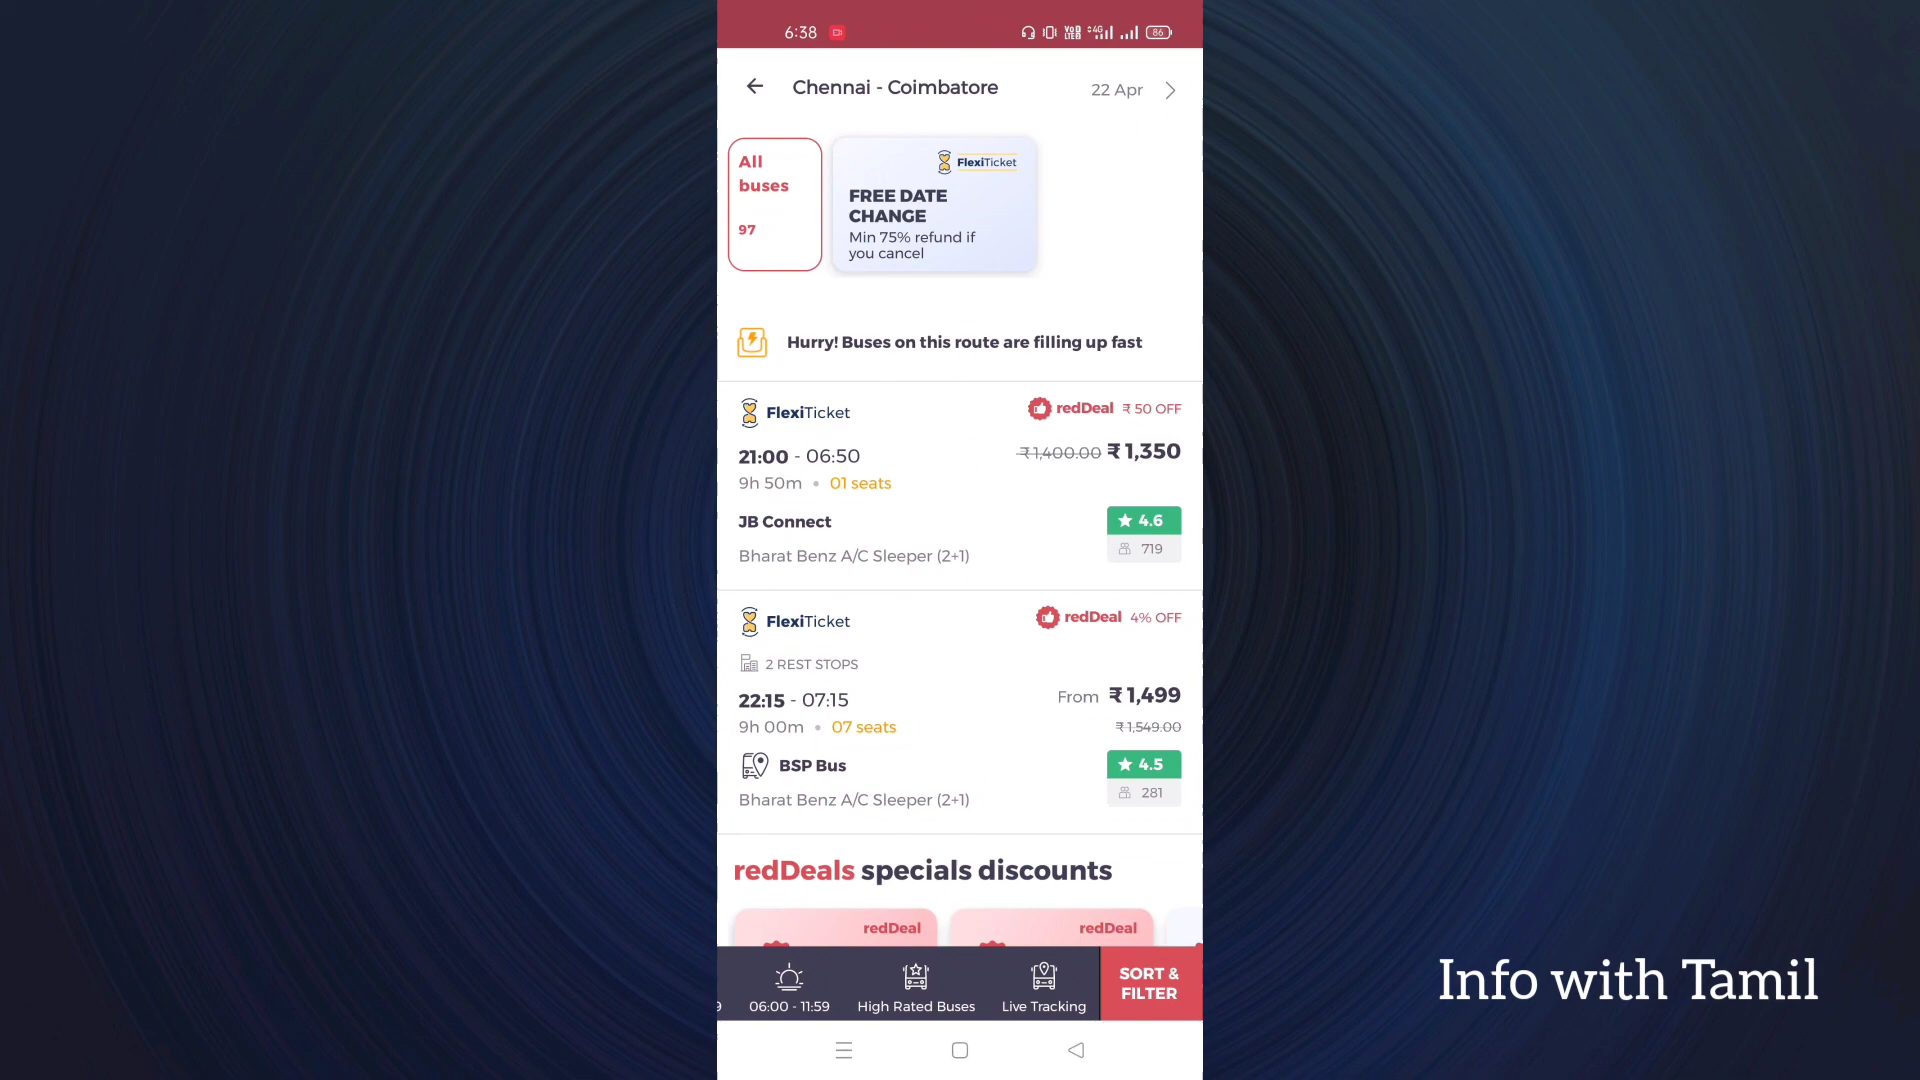 6:38
VoD LTE2 4G 86
Chennai - Coimbatore
22 Apr
All buses
97
FlexiTicket
FREE DATE CHANGE
Min 75% refund if you cancel
Hurry! Buses on this route are filling up fast
FlexiTicket
redDeal ₹ 50 OFF
21:00 - 06:50
₹1,400.00 ₹1,350
9h 50m • 01 seats
JB Connect
4.6
Bharat Benz A/C Sleeper (2+1)
719
FlexiTicket
redDeal 4% OFF
2 REST STOPS
22:15 - 07:15
From ₹1,499
9h 00m • 07 seats
₹1,549.00
BSP Bus
4.5
Bharat Benz A/C Sleeper (2+1)
281
redDeals specials discounts
redDeal
redDeal
9
06:00 - 11:59
High Rated Buses
Live Tracking
SORT & FILTER
Info with Tamil